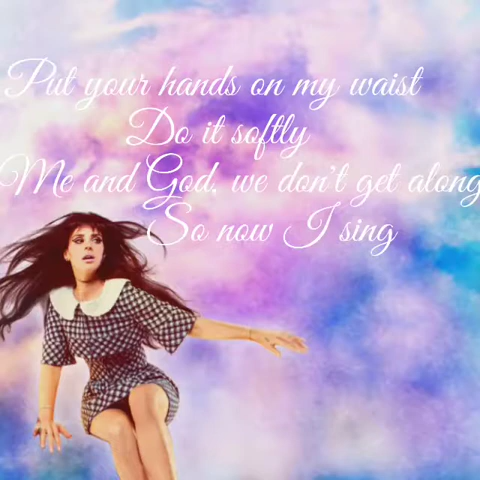 Put your hands on my waist
Do it softly
Me and God, we don't get along
So now I sing